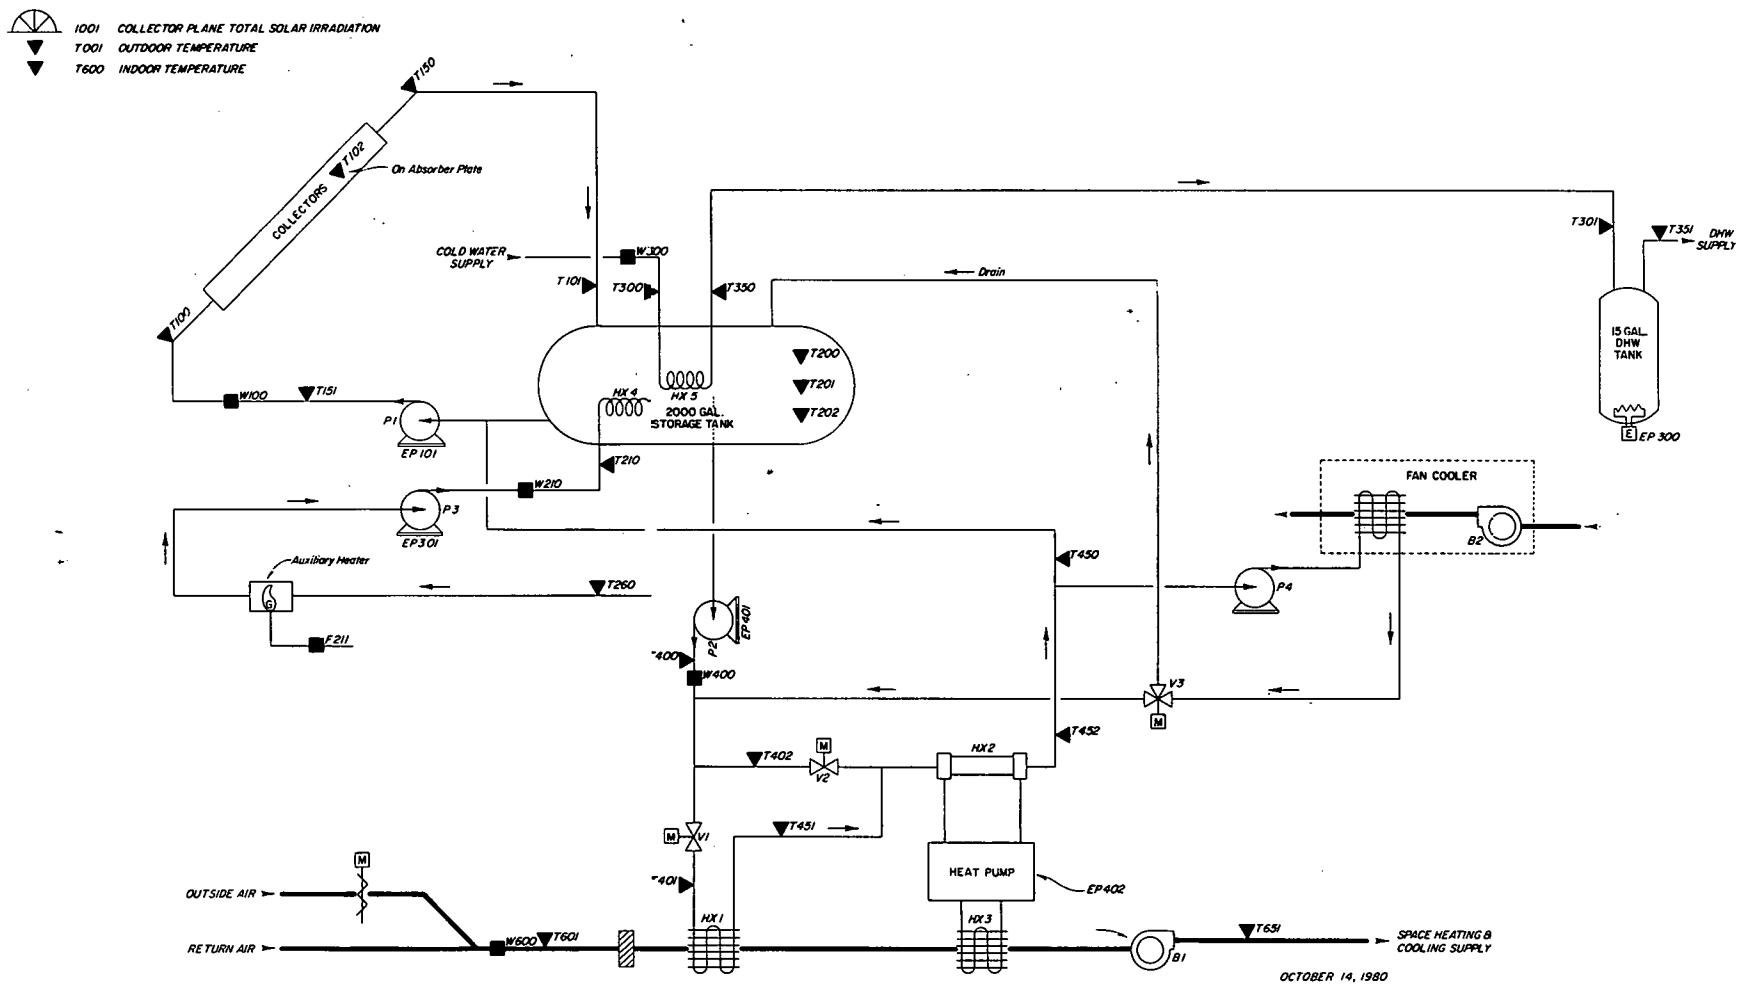 I001 COLLECTOR PLANE TOTAL SOLAR IRRADIATION
T001 OUTDOOR TEMPERATURE
T600 INDOOR TEMPERATURE
T150
T102
On Absorber Plate
COLLECTORS
T100
COLD WATER
SUPPLY
W300
T101
T300
T350
Drain
T301
T351
DHW
SUPPLY
15 GAL.
DHW
TANK
E
EP 300
T200
T201
T202
HX 4
HX 5
2000 GAL.
STORAGE TANK
W100
T151
P1
EP101
T210
W210
P3
EP301
Auxiliary Heater
G
T260
F211
FAN COOLER
B2
T450
P4
EP401
P2
T400
W400
V3
M
T452
T402
M
V2
HX2
M
V1
T451
T401
HEAT PUMP
EP402
M
OUTSIDE AIR
RETURN AIR
W600
T601
HX1
HX3
B1
T651
SPACE HEATING &
COOLING SUPPLY
OCTOBER 14, 1980